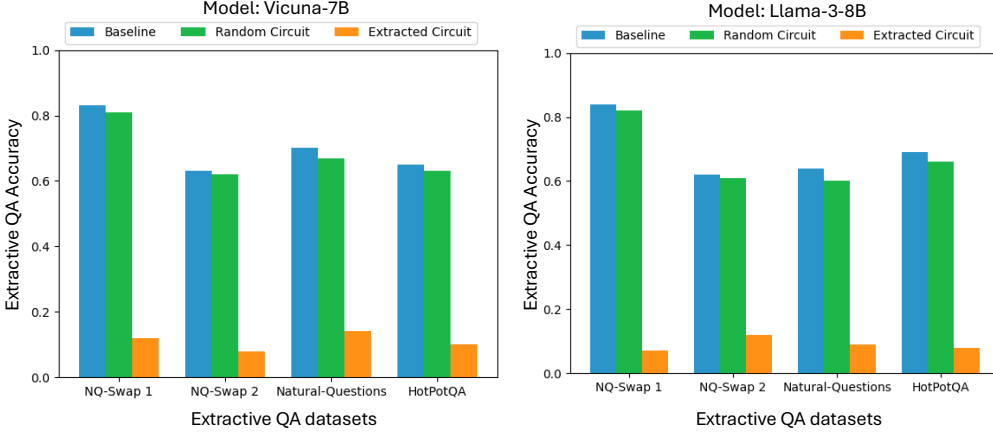 Model: Vicuna-7B
Baseline Random Circuit Extracted Circuit
Extractive QA Accuracy
1.0
0.8
0.6
0.4
0.2
0.0
NQ-Swap 1 NQ-Swap 2 Natural-Questions HotPotQA
Extractive QA datasets
Model: Llama-3-8B
Baseline Random Circuit Extracted Circuit
Extractive QA Accuracy
1.0
0.8
0.6
0.4
0.2
0.0
NQ-Swap 1 NQ-Swap 2 Natural-Questions HotPotQA
Extractive QA datasets